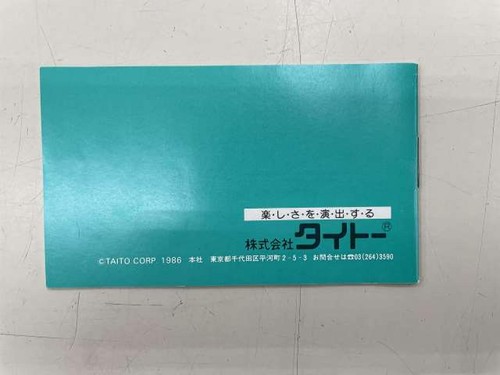 楽・し・さ・を・演・出・す・る
株式会社 タイトー®
©TAITO CORP. 1986 本社 東京都千代田区平河町2-5-3 お問合せは☎03(264)3590